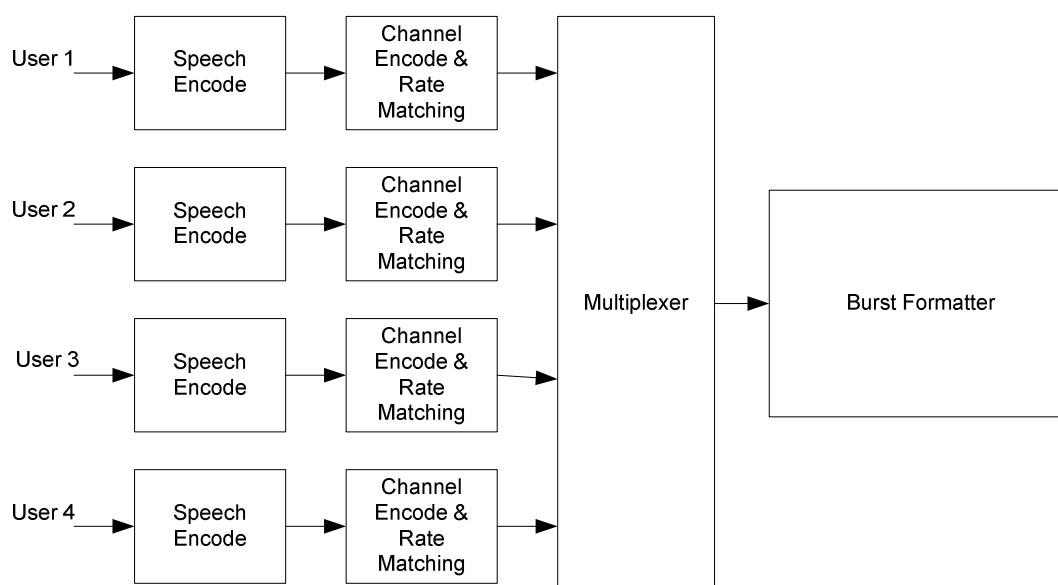 User 1
Speech
Encode
Channel
Encode &
Rate
Matching
User 2
Speech
Encode
Channel
Encode &
Rate
Matching
Multiplexer
Burst Formatter
User 3
Speech
Encode
Channel
Encode &
Rate
Matching
User 4
Speech
Encode
Channel
Encode &
Rate
Matching